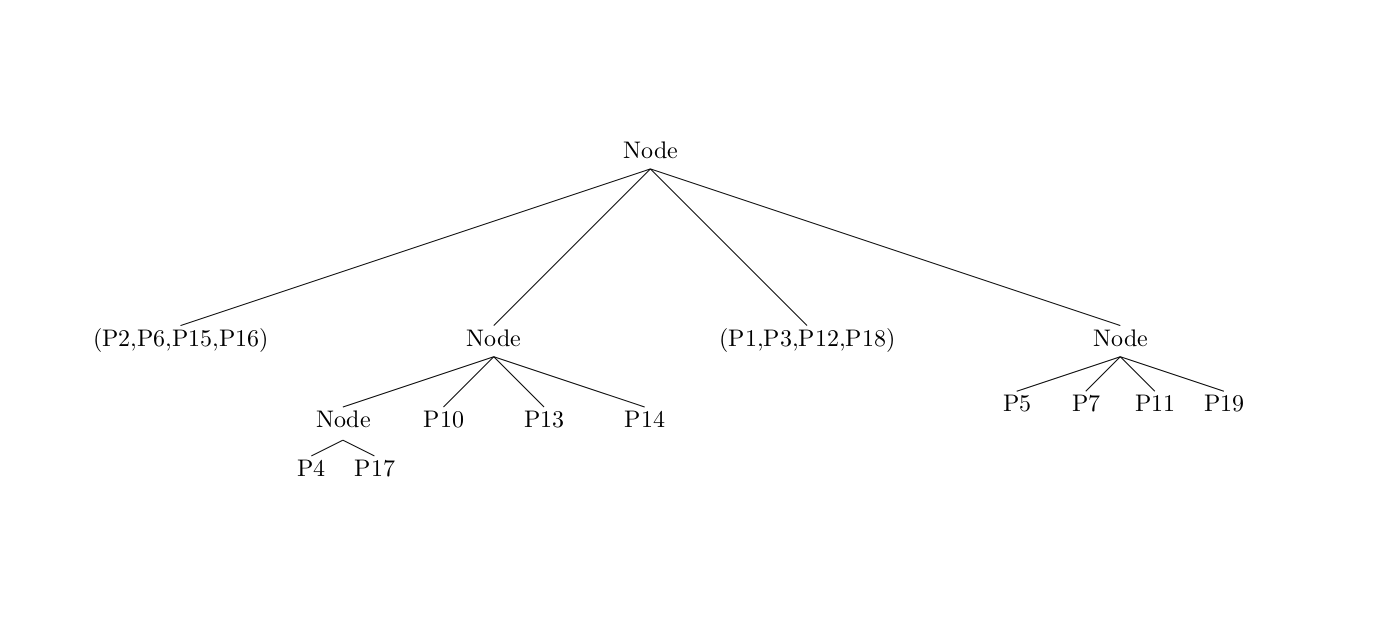 Node
(P2,P6,P15,P16) Node (P1,P3,P12,P18) Node
P5 P7 P11 P19
Node P10 P13 P14
P4 P17